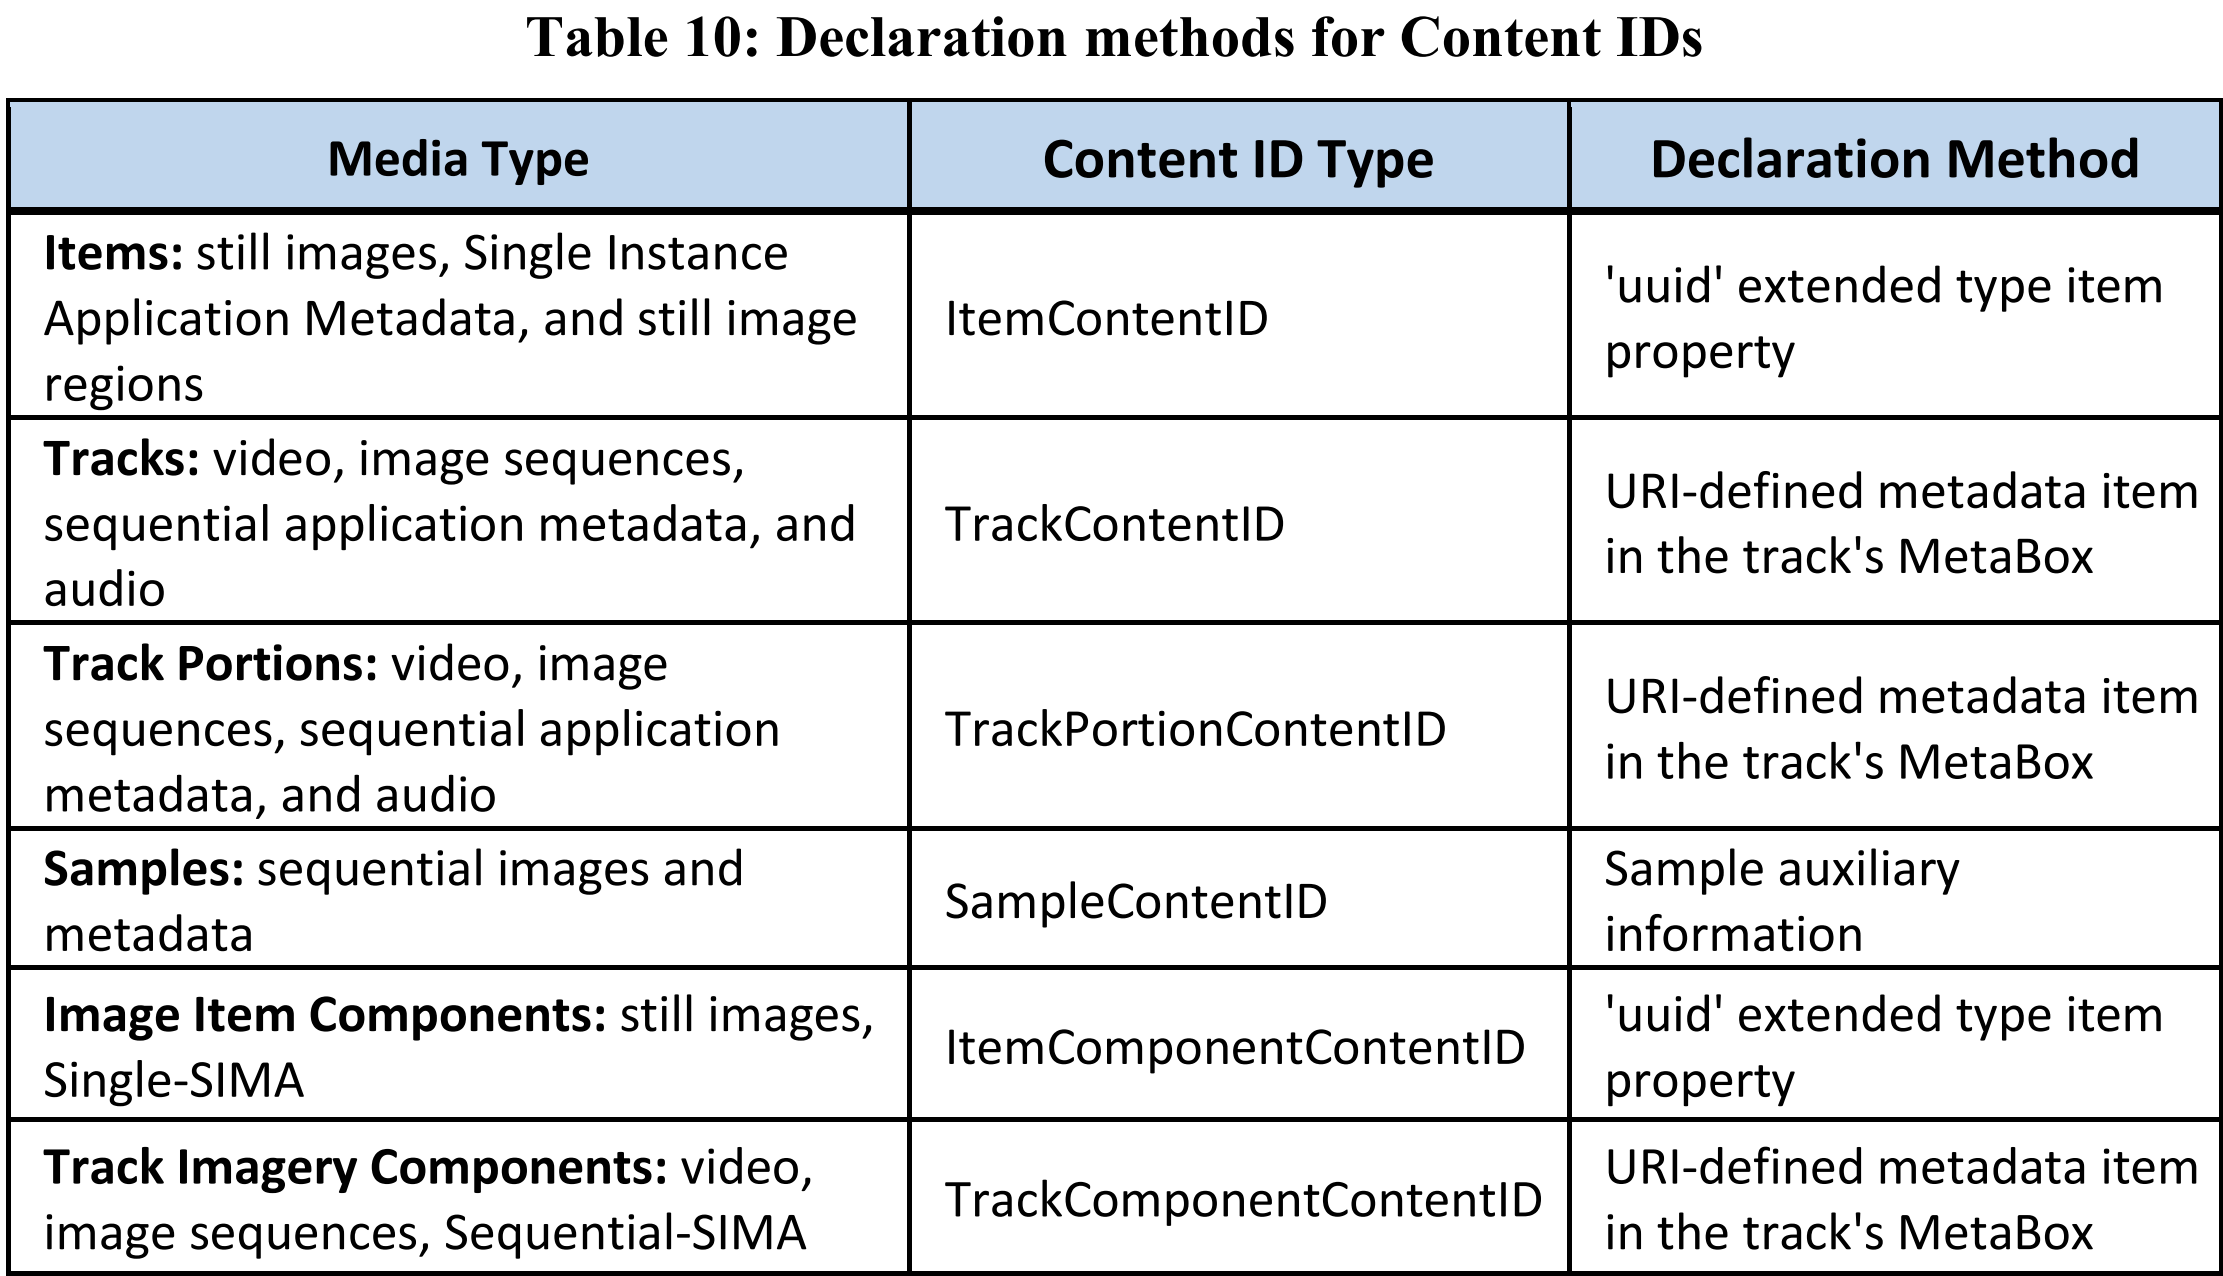 Table 10: Declaration methods for Content IDs
Media Type
Content ID Type
Declaration Method
Items: still images, Single Instance
Application Metadata, and still image
regions
ItemContentID
'uuid' extended type item
property
Tracks: video, image sequences,
sequential application metadata, and
audio
TrackContentID
URI-defined metadata item
in the track's MetaBox
Track Portions: video, image
sequences, sequential application
metadata, and audio
TrackPortionContentID
URI-defined metadata item
in the track's MetaBox
Samples: sequential images and
metadata
SampleContentID
Sample auxiliary
information
Image Item Components: still images,
Single-SIMA
ItemComponentContentID
'uuid' extended type item
property
Track Imagery Components: video,
image sequences, Sequential-SIMA
TrackComponentContentID
URI-defined metadata item
in the track's MetaBox